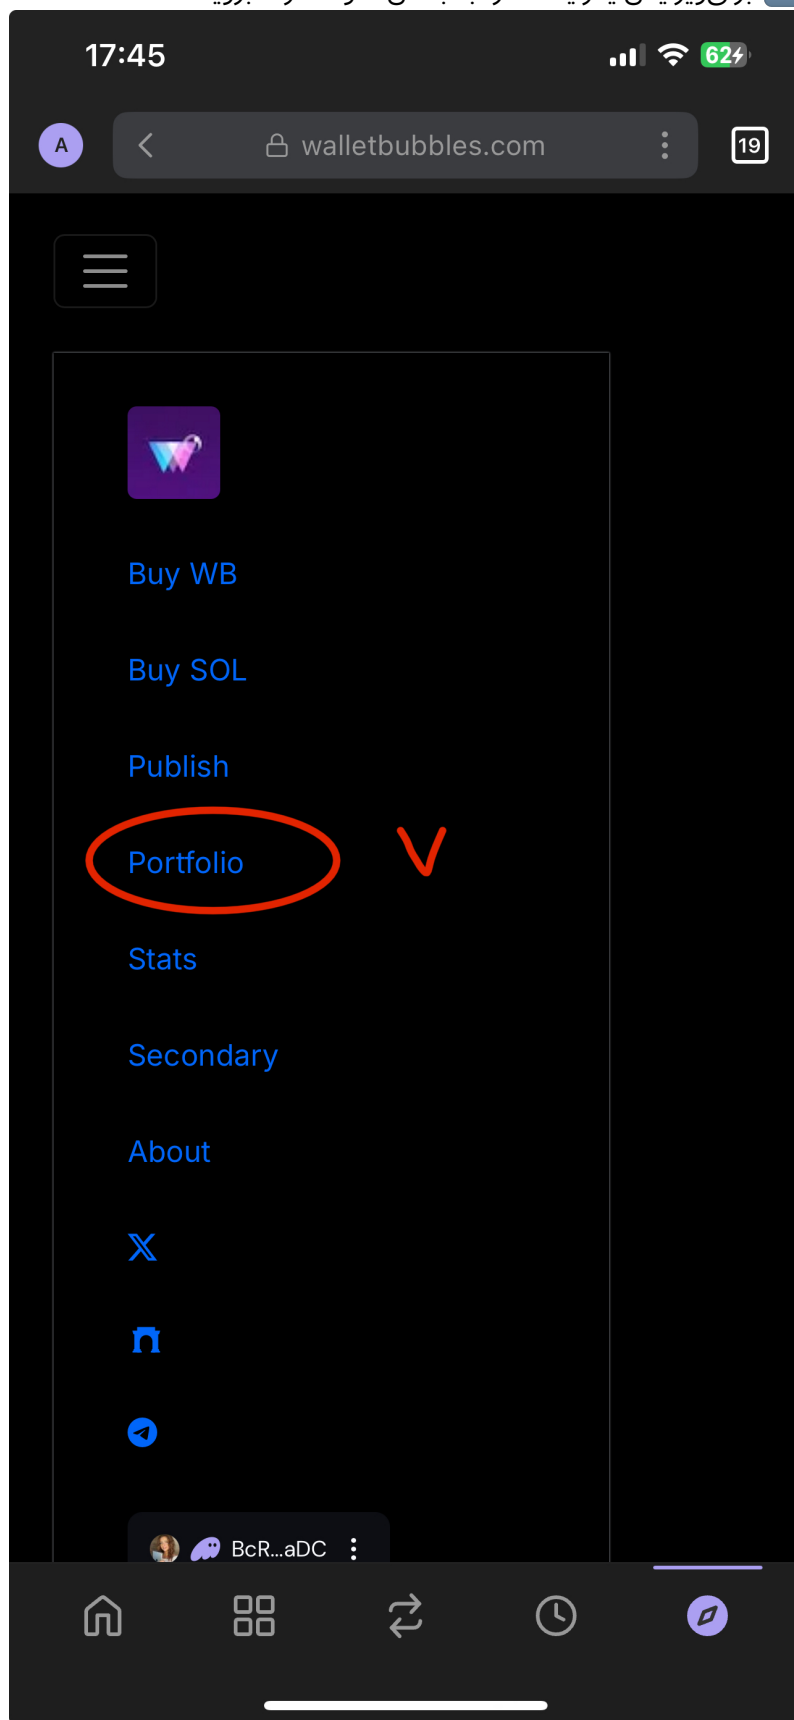 17:45
62
A
walletbubbles.com
19
Buy WB
Buy SOL
Publish
Portfolio
V
Stats
Secondary
About
BcR...aDC